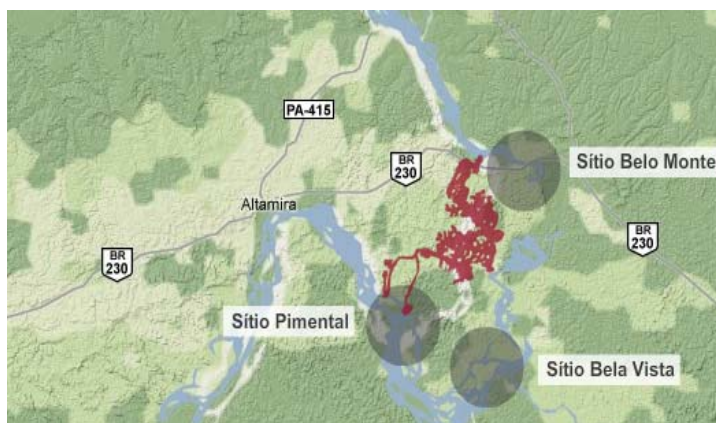 PA-415
Sítio Belo Monte
BR
230
Altamira
BR
230
BR
230
Sítio Pimental
Sítio Bela Vista